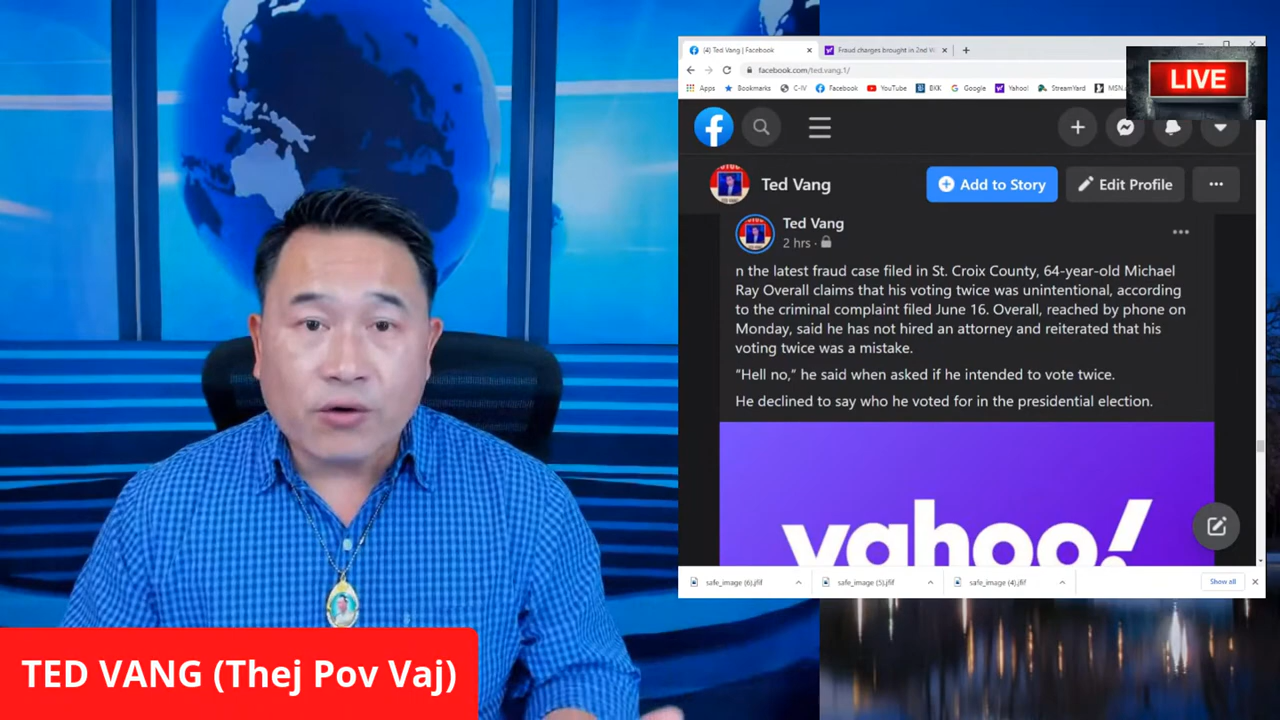 (4) Ted Vang | Facebook
Fraud charges brought in 2nd W
facebook.com/ted.vang.1/
Apps Bookmarks C-IV Facebook YouTube BKK Google Yahoo! StreamYard MSN
LIVE
Ted Vang
Add to Story
Edit Profile
Ted Vang
2 hrs
n the latest fraud case filed in St. Croix County, 64-year-old Michael
Ray Overall claims that his voting twice was unintentional, according
to the criminal complaint filed June 16. Overall, reached by phone on
Monday, said he has not hired an attorney and reiterated that his
voting twice was a mistake.
"Hell no," he said when asked if he intended to vote twice.
He declined to say who he voted for in the presidential election.
yahoo!
safe_image (6).jfif
safe_image (5).jfif
safe_image (4).jfif
Show all
TED VANG (Thej Pov Vaj)